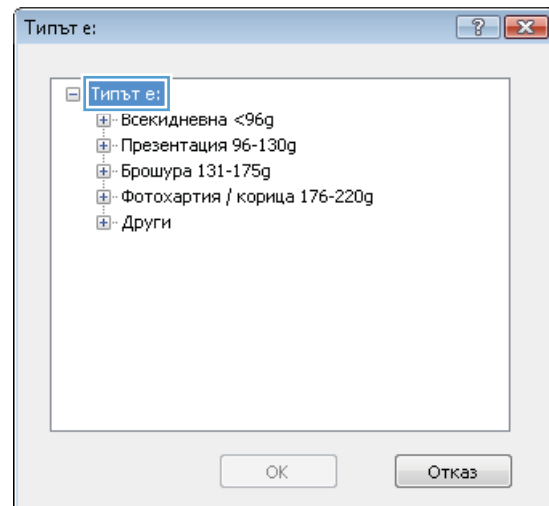 Типът е:
Типът е:
Всекидневна <96g
Презентация 96-130g
Брошура 131-175g
Фотохартия / корица 176-220g
Други
OK
Отказ